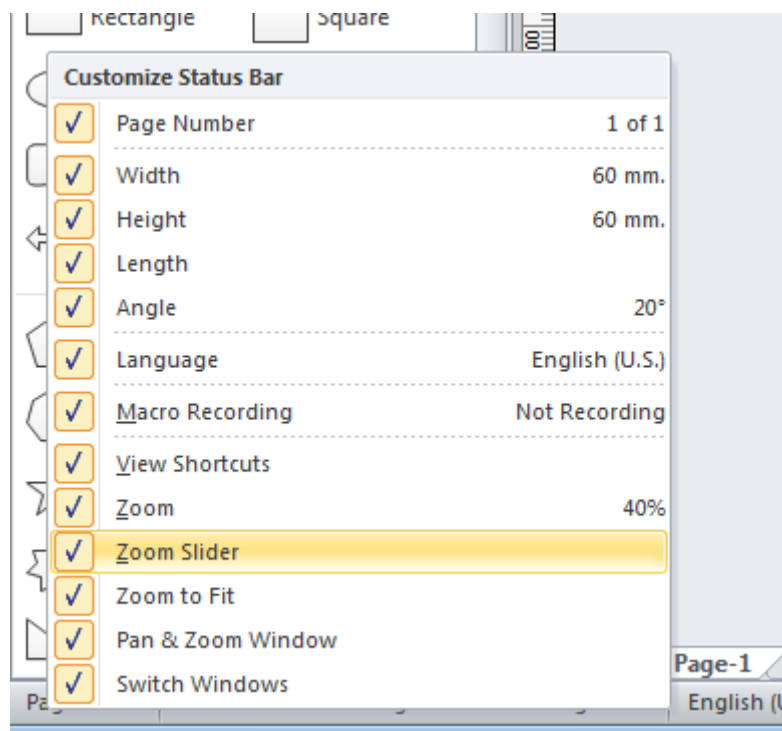 Rectangle Square
Customize Status Bar
Page Number 1 of 1
Width 60 mm.
Height 60 mm.
Length
Angle 20°
Language English (U.S.)
Macro Recording Not Recording
View Shortcuts
Zoom 40%
Zoom Slider
Zoom to Fit
Pan & Zoom Window
Switch Windows
Page-1
English (U